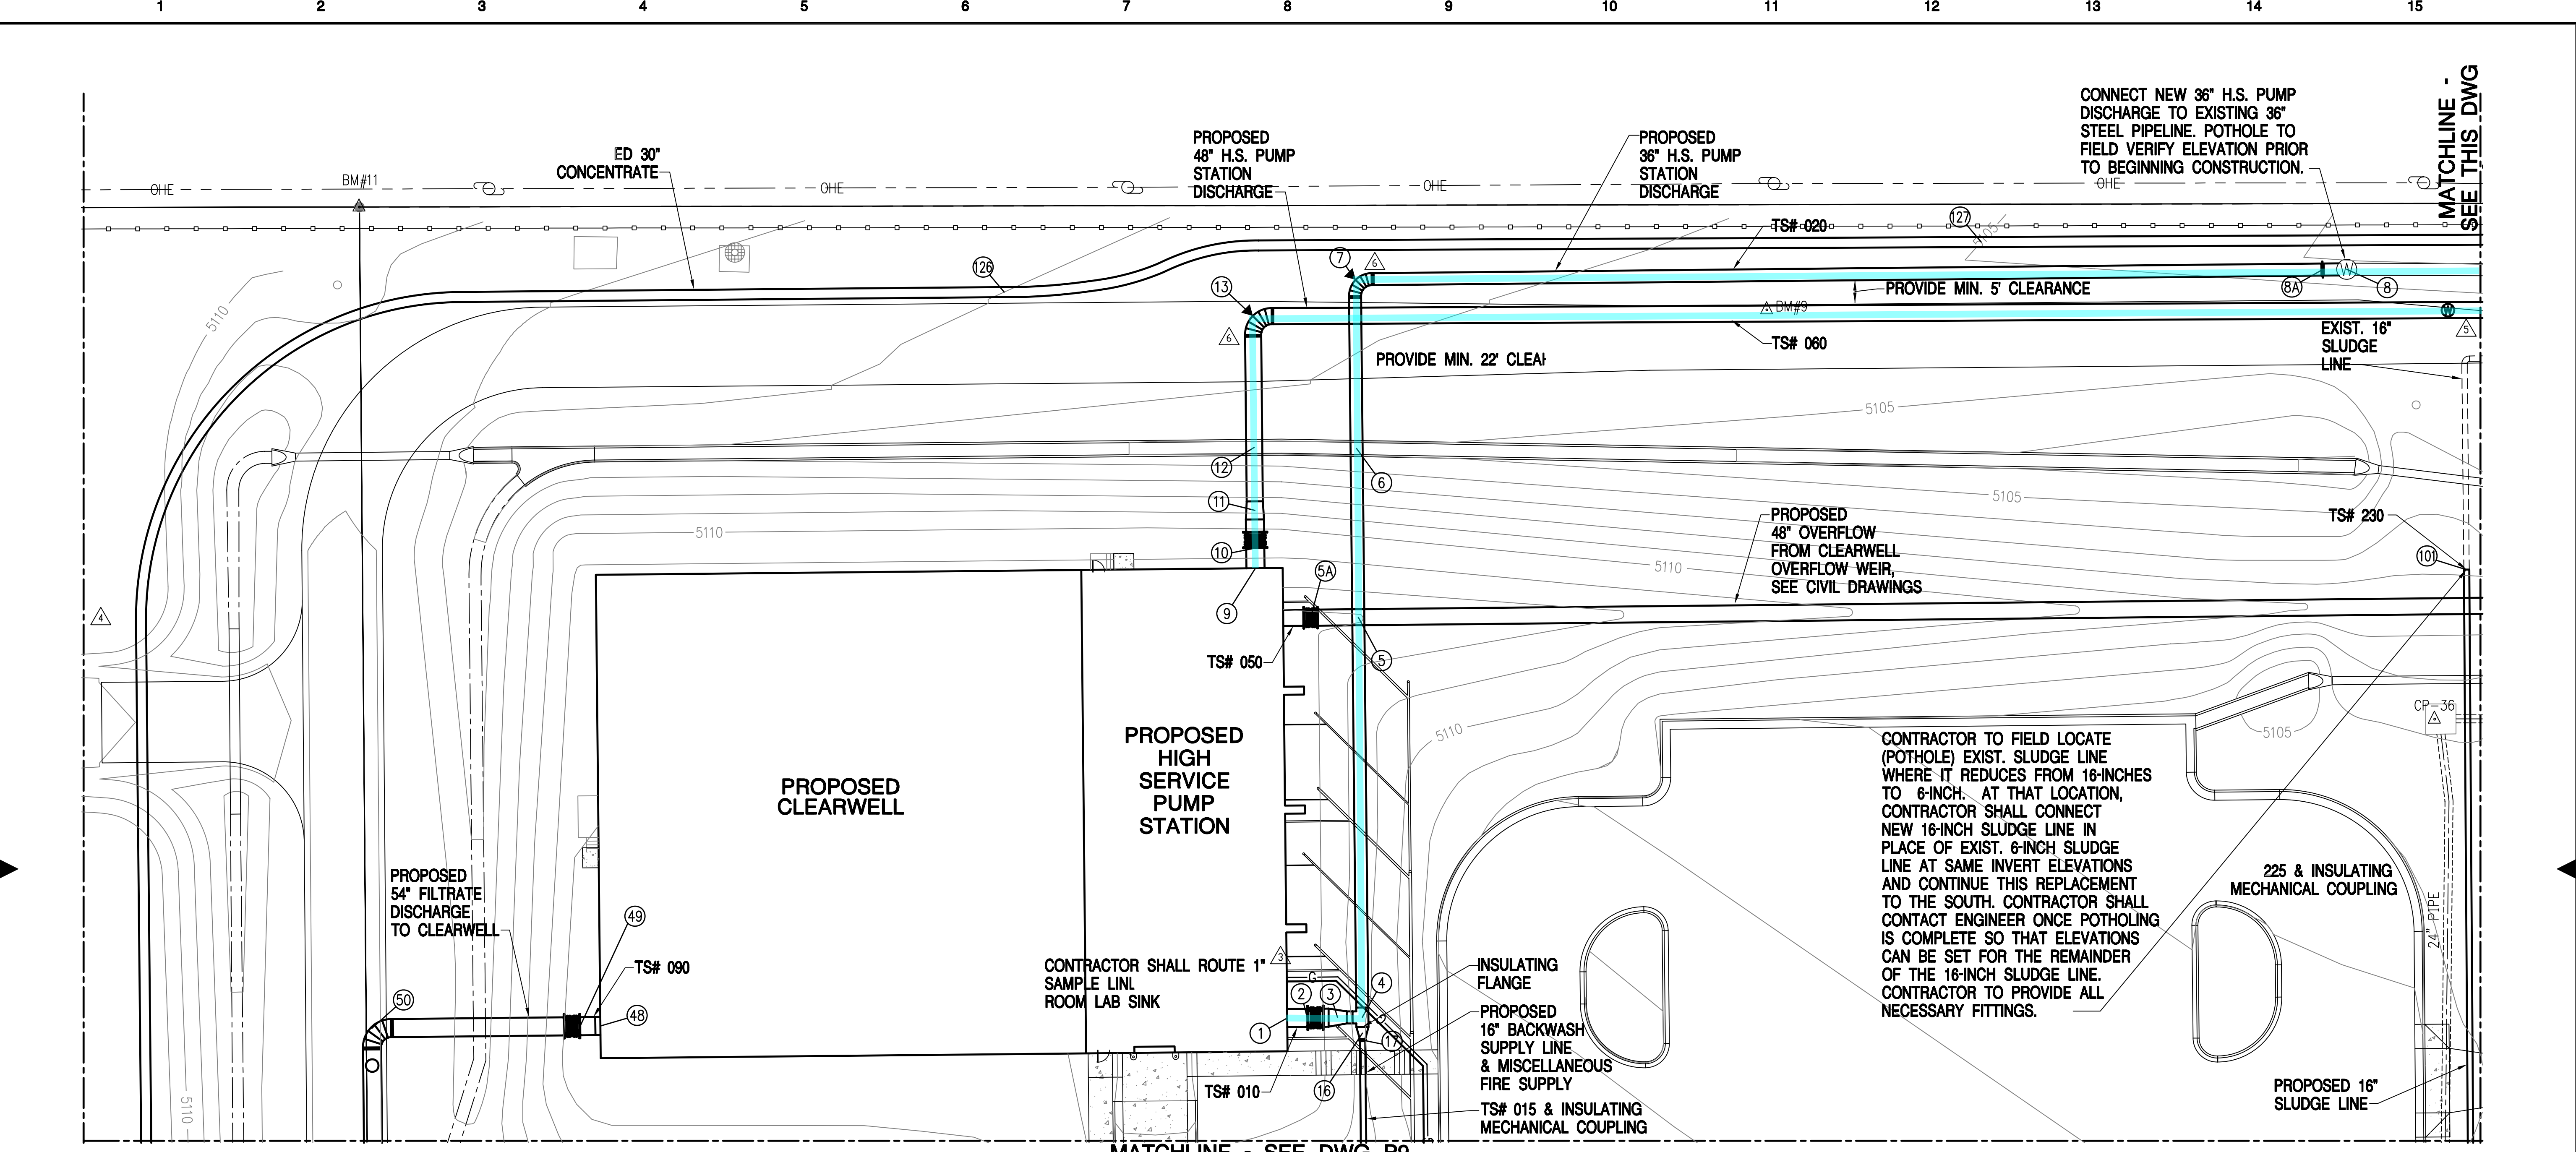 1 2 3 4 5 6 7 8 9 10 11 12 13 14 15
MATCHLINE -
SEE THIS DWG
CONNECT NEW 36" H.S. PUMP
DISCHARGE TO EXISTING 36"
STEEL PIPELINE. POTHOLE TO
FIELD VERIFY ELEVATION PRIOR
TO BEGINNING CONSTRUCTION.
PROPOSED
48" H.S. PUMP
STATION
DISCHARGE
PROPOSED
36" H.S. PUMP
STATION
DISCHARGE
ED 30"
CONCENTRATE
OHE
BM#11
OHE
OHE
OHE
OHE
TS# 020
127
5105
126
7
6
13
6
8A
W
8
PROVIDE MIN. 5' CLEARANCE
BM#9
W
5
TS# 060
EXIST. 16"
SLUDGE
LINE
PROVIDE MIN. 22' CLEA
5110
5105
12
6
11
10
5105
5110
5110
PROPOSED
48" OVERFLOW
FROM CLEARWELL
OVERFLOW WEIR,
SEE CIVIL DRAWINGS
TS# 230
101
5A
9
4
TS# 050
5
5110
CP-36
5105
PROPOSED
CLEARWELL
PROPOSED
HIGH
SERVICE
PUMP
STATION
CONTRACTOR TO FIELD LOCATE
(POTHOLE) EXIST. SLUDGE LINE
WHERE IT REDUCES FROM 16-INCHES
TO 6-INCH. AT THAT LOCATION,
CONTRACTOR SHALL CONNECT
NEW 16-INCH SLUDGE LINE IN
PLACE OF EXIST. 6-INCH SLUDGE
LINE AT SAME INVERT ELEVATIONS
AND CONTINUE THIS REPLACEMENT
TO THE SOUTH. CONTRACTOR SHALL
CONTACT ENGINEER ONCE POTHOLING
IS COMPLETE SO THAT ELEVATIONS
CAN BE SET FOR THE REMAINDER
OF THE 16-INCH SLUDGE LINE.
CONTRACTOR TO PROVIDE ALL
NECESSARY FITTINGS.
225 & INSULATING
MECHANICAL COUPLING
24" PIPE
PROPOSED
54" FILTRATE
DISCHARGE
TO CLEARWELL
49
TS# 090
50
48
CONTRACTOR SHALL ROUTE 1"
SAMPLE LINE
ROOM LAB SINK
3
G
2
3
4
1
17
16
TS# 010
INSULATING
FLANGE
PROPOSED
16" BACKWASH
SUPPLY LINE
& MISCELLANEOUS
FIRE SUPPLY
TS# 015 & INSULATING
MECHANICAL COUPLING
PROPOSED 16"
SLUDGE LINE
5110
MATCHLINE - SEE DWG P9